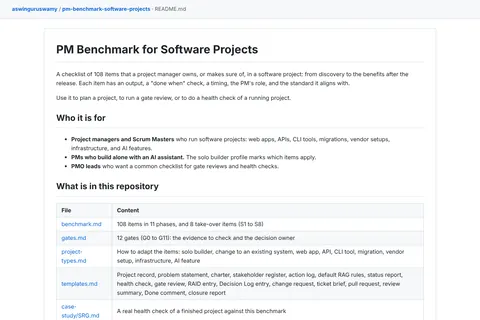 aswinguruswamy / pm-benchmark-software-projects · README.md
PM Benchmark for Software Projects
A checklist of 108 items that a project manager owns, or makes sure of, in a software project: from discovery to the benefits after the
release. Each item has an output, a "done when" check, a timing, the PM's role, and the standard it aligns with.
Use it to plan a project, to run a gate review, or to do a health check of a running project.
Who it is for
Project managers and Scrum Masters who run software projects: web apps, APIs, CLI tools, migrations, vendor setups,
infrastructure, and AI features.
PMs who build alone with an AI assistant. The solo builder profile marks which items apply.
PMO leads who want a common checklist for gate reviews and health checks.
What is in this repository
File Content
benchmark.md 108 items in 11 phases, and 8 take-over items (S1 to S8)
gates.md 12 gates (G0 to G11): the evidence to check and the decision owner
project-
types.md
How to adapt the items: solo builder, change to an existing system, web app, API, CLI tool, migration, vendor
setup, infrastructure, AI feature
templates.md
Project record, problem statement, charter, stakeholder register, action log, default RAG rules, status report,
health check, gate review, RAID entry, Decision Log entry, change request, ticket brief, pull request, review
summary, Done comment, closure report
case-
study/SRG.md
A real health check of a finished project against this benchmark